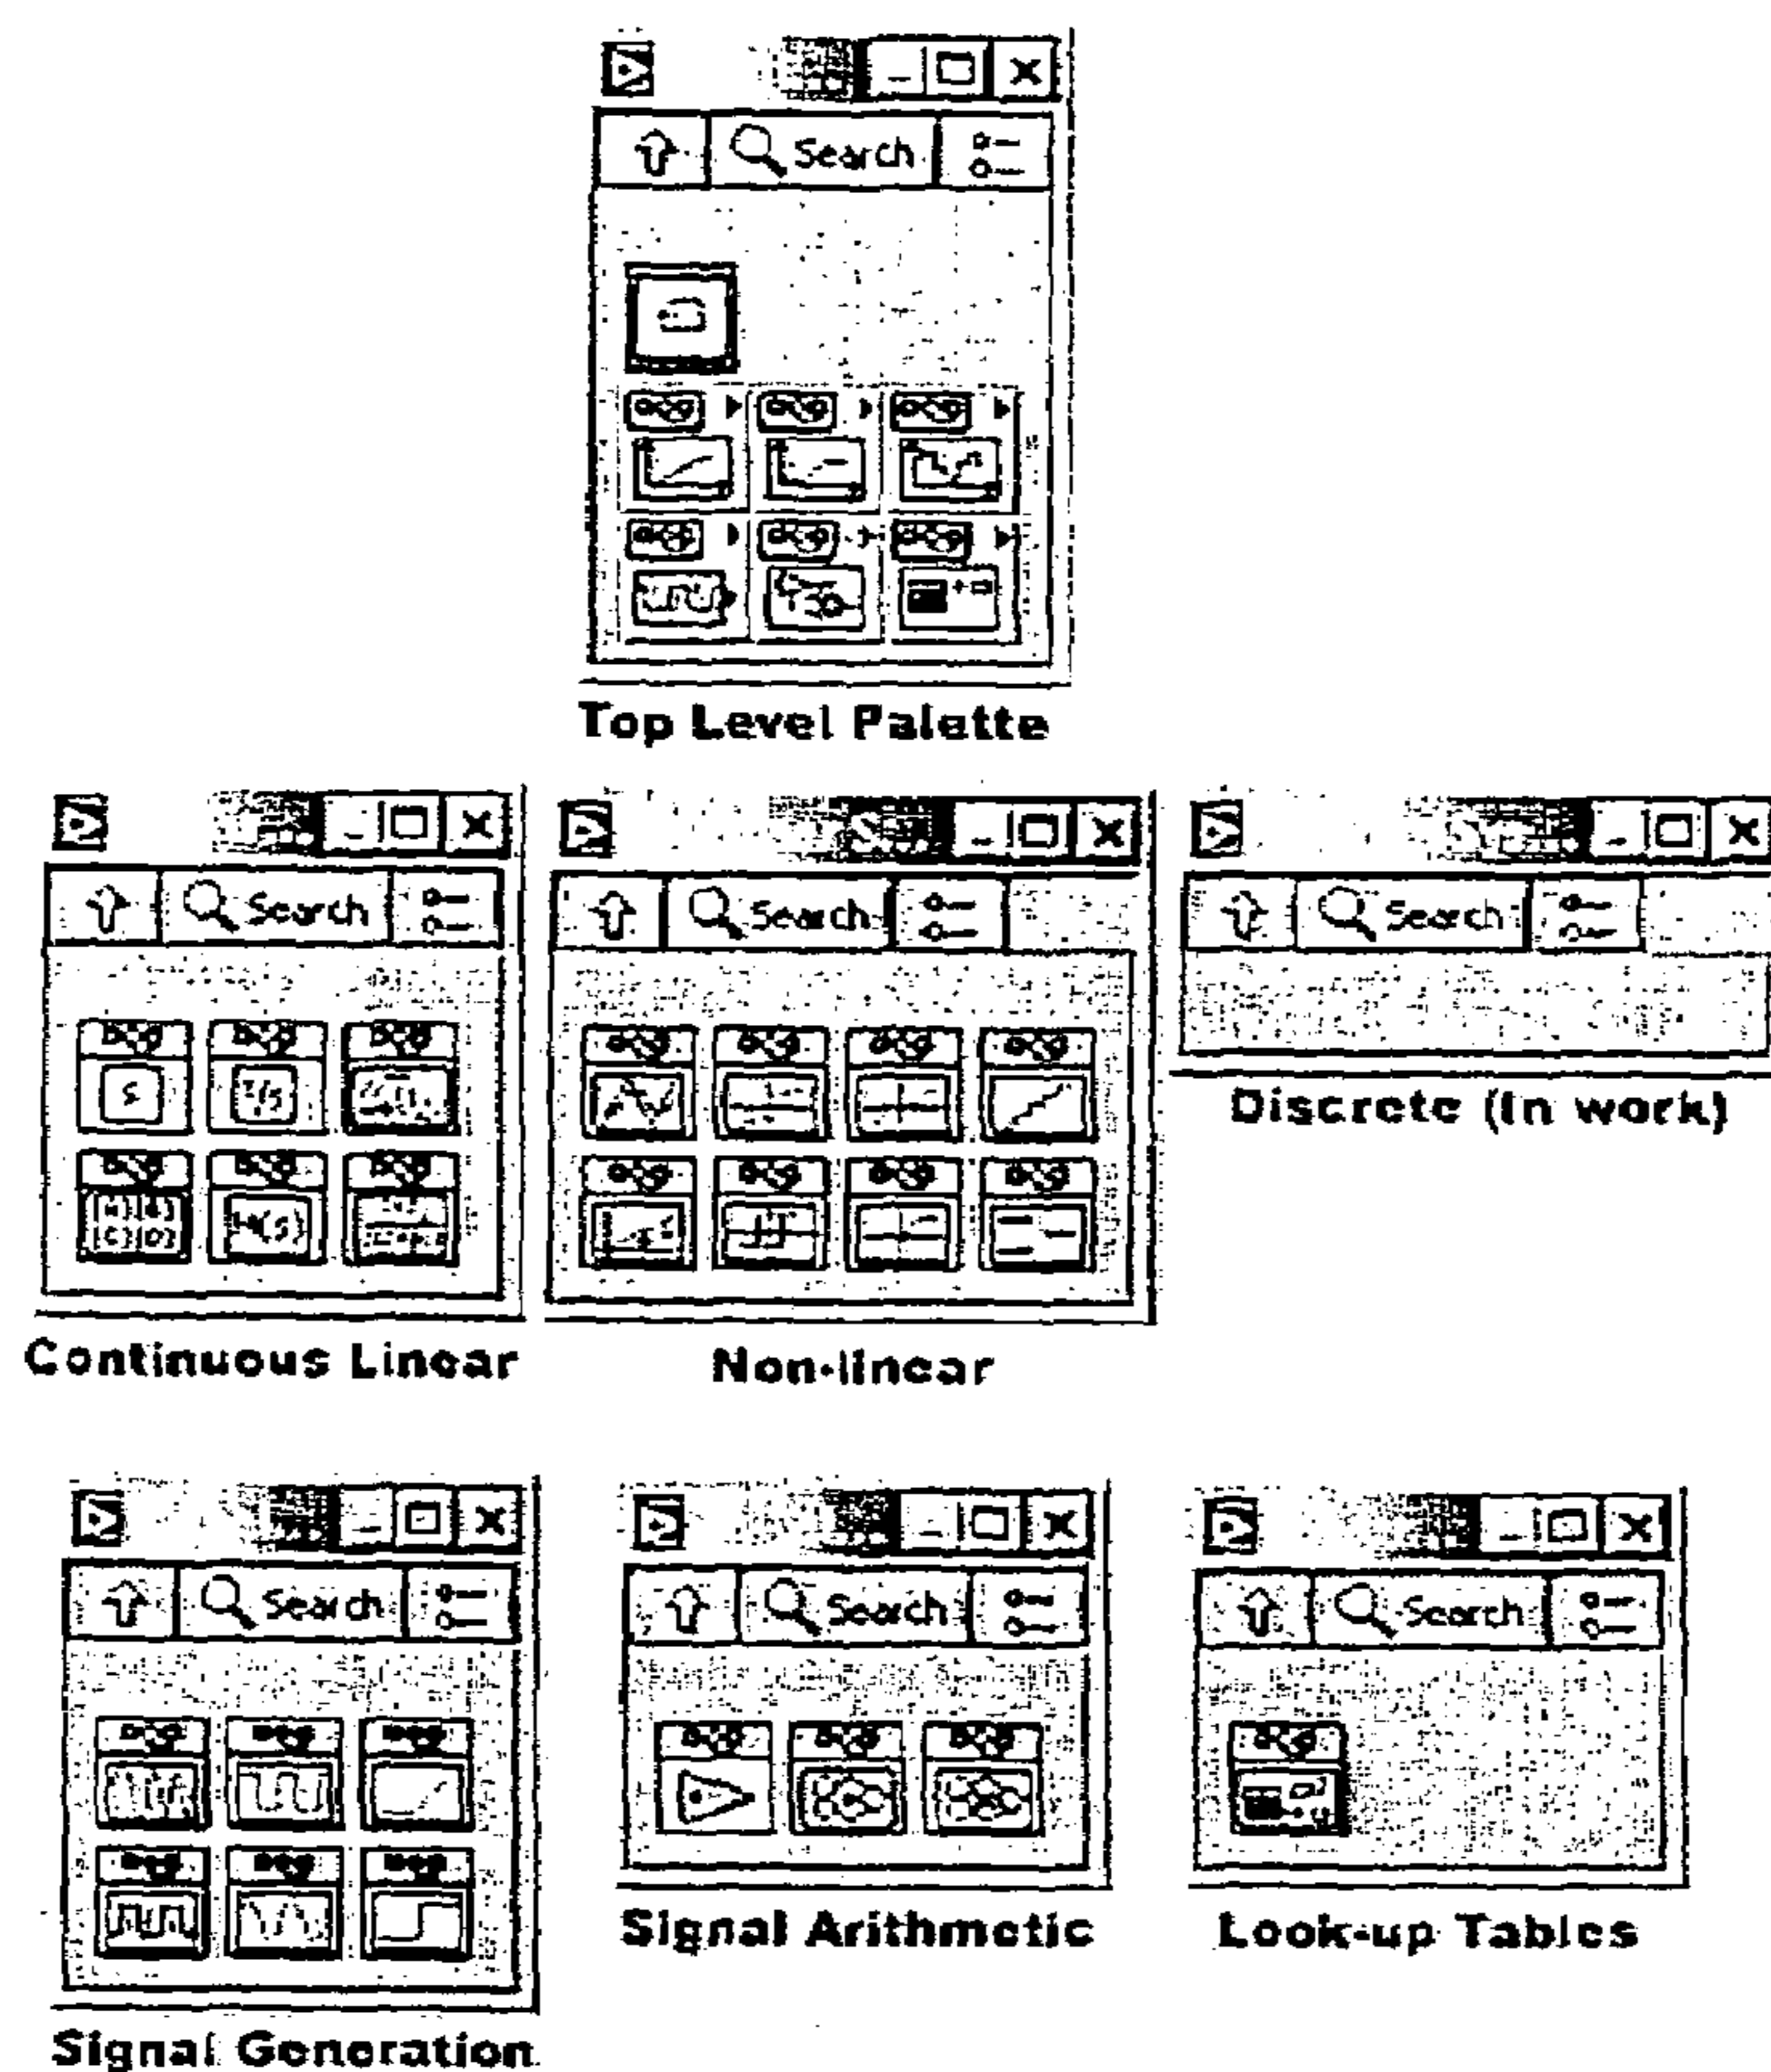 Search
Top Level Palette
Search
Search
Search
Discrete (In work)
s
Continuous Linear
Non-linear
Search
Search
Search
Signal Arithmetic
Look-up Tables
Signal Generation